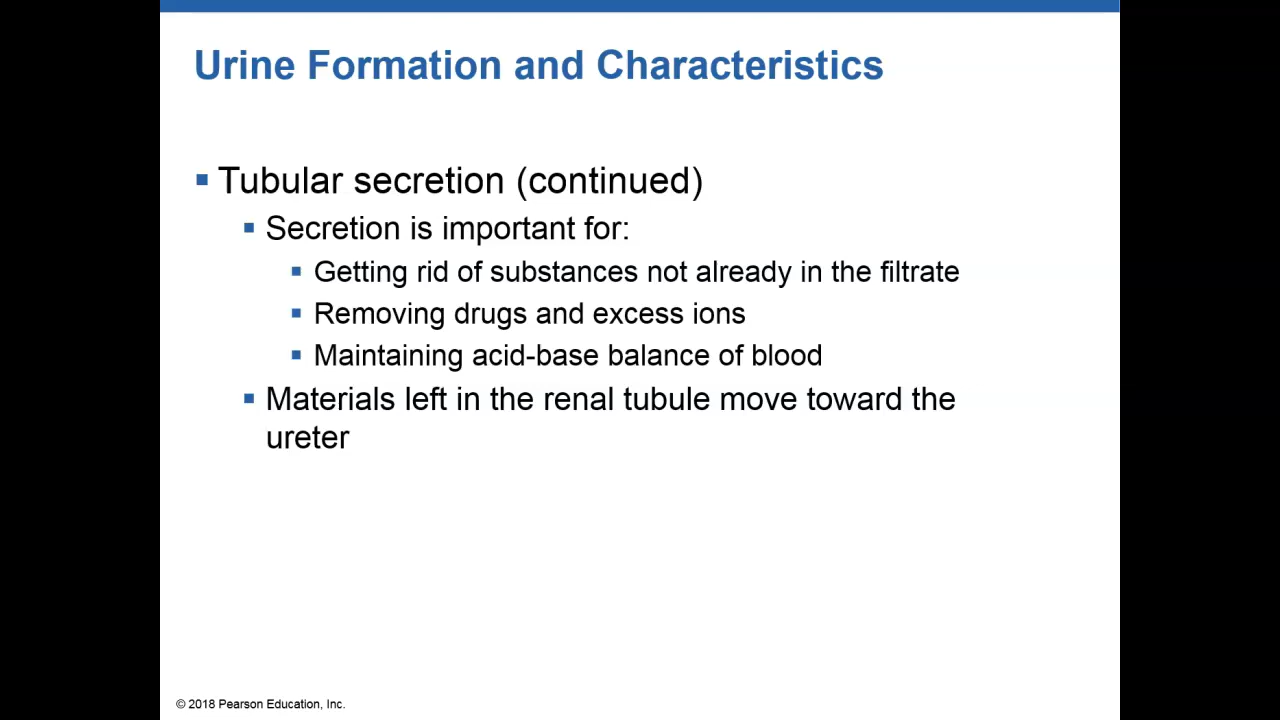 Urine Formation and Characteristics
Tubular secretion (continued)
Secretion is important for:
Getting rid of substances not already in the filtrate
Removing drugs and excess ions
Maintaining acid-base balance of blood
Materials left in the renal tubule move toward the
ureter
© 2018 Pearson Education, Inc.